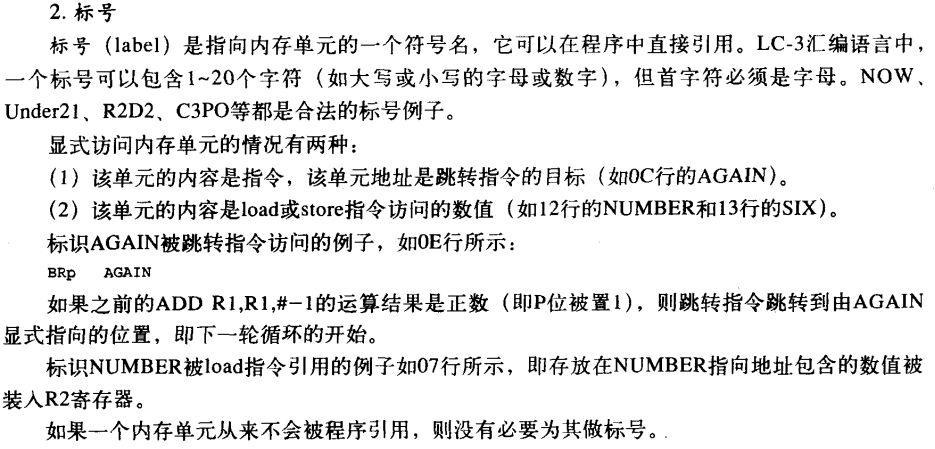 2. 标号
标号（label）是指向内存单元的一个符号名，它可以在程序中直接引用。LC-3汇编语言中，
一个标号可以包含1~20个字符（如大写或小写的字母或数字），但首字符必须是字母。NOW、
Under21、R2D2、C3PO等都是合法的标号例子。
显式访问内存单元的情况有两种：
（1）该单元的内容是指令，该单元地址是跳转指令的目标（如0C行的AGAIN）。
（2）该单元的内容是load或store指令访问的数值（如12行的NUMBER和13行的SIX）。
标识AGAIN被跳转指令访问的例子，如0E行所示：
BRp AGAIN
如果之前的ADD R1,R1,#−1的运算结果是正数（即P位被置1），则跳转指令跳转到由AGAIN
显式指向的位置，即下一轮循环的开始。
标识NUMBER被load指令引用的例子如07行所示，即存放在NUMBER指向地址包含的数值被
装入R2寄存器。
如果一个内存单元从来不会被程序引用，则没有必要为其做标号。